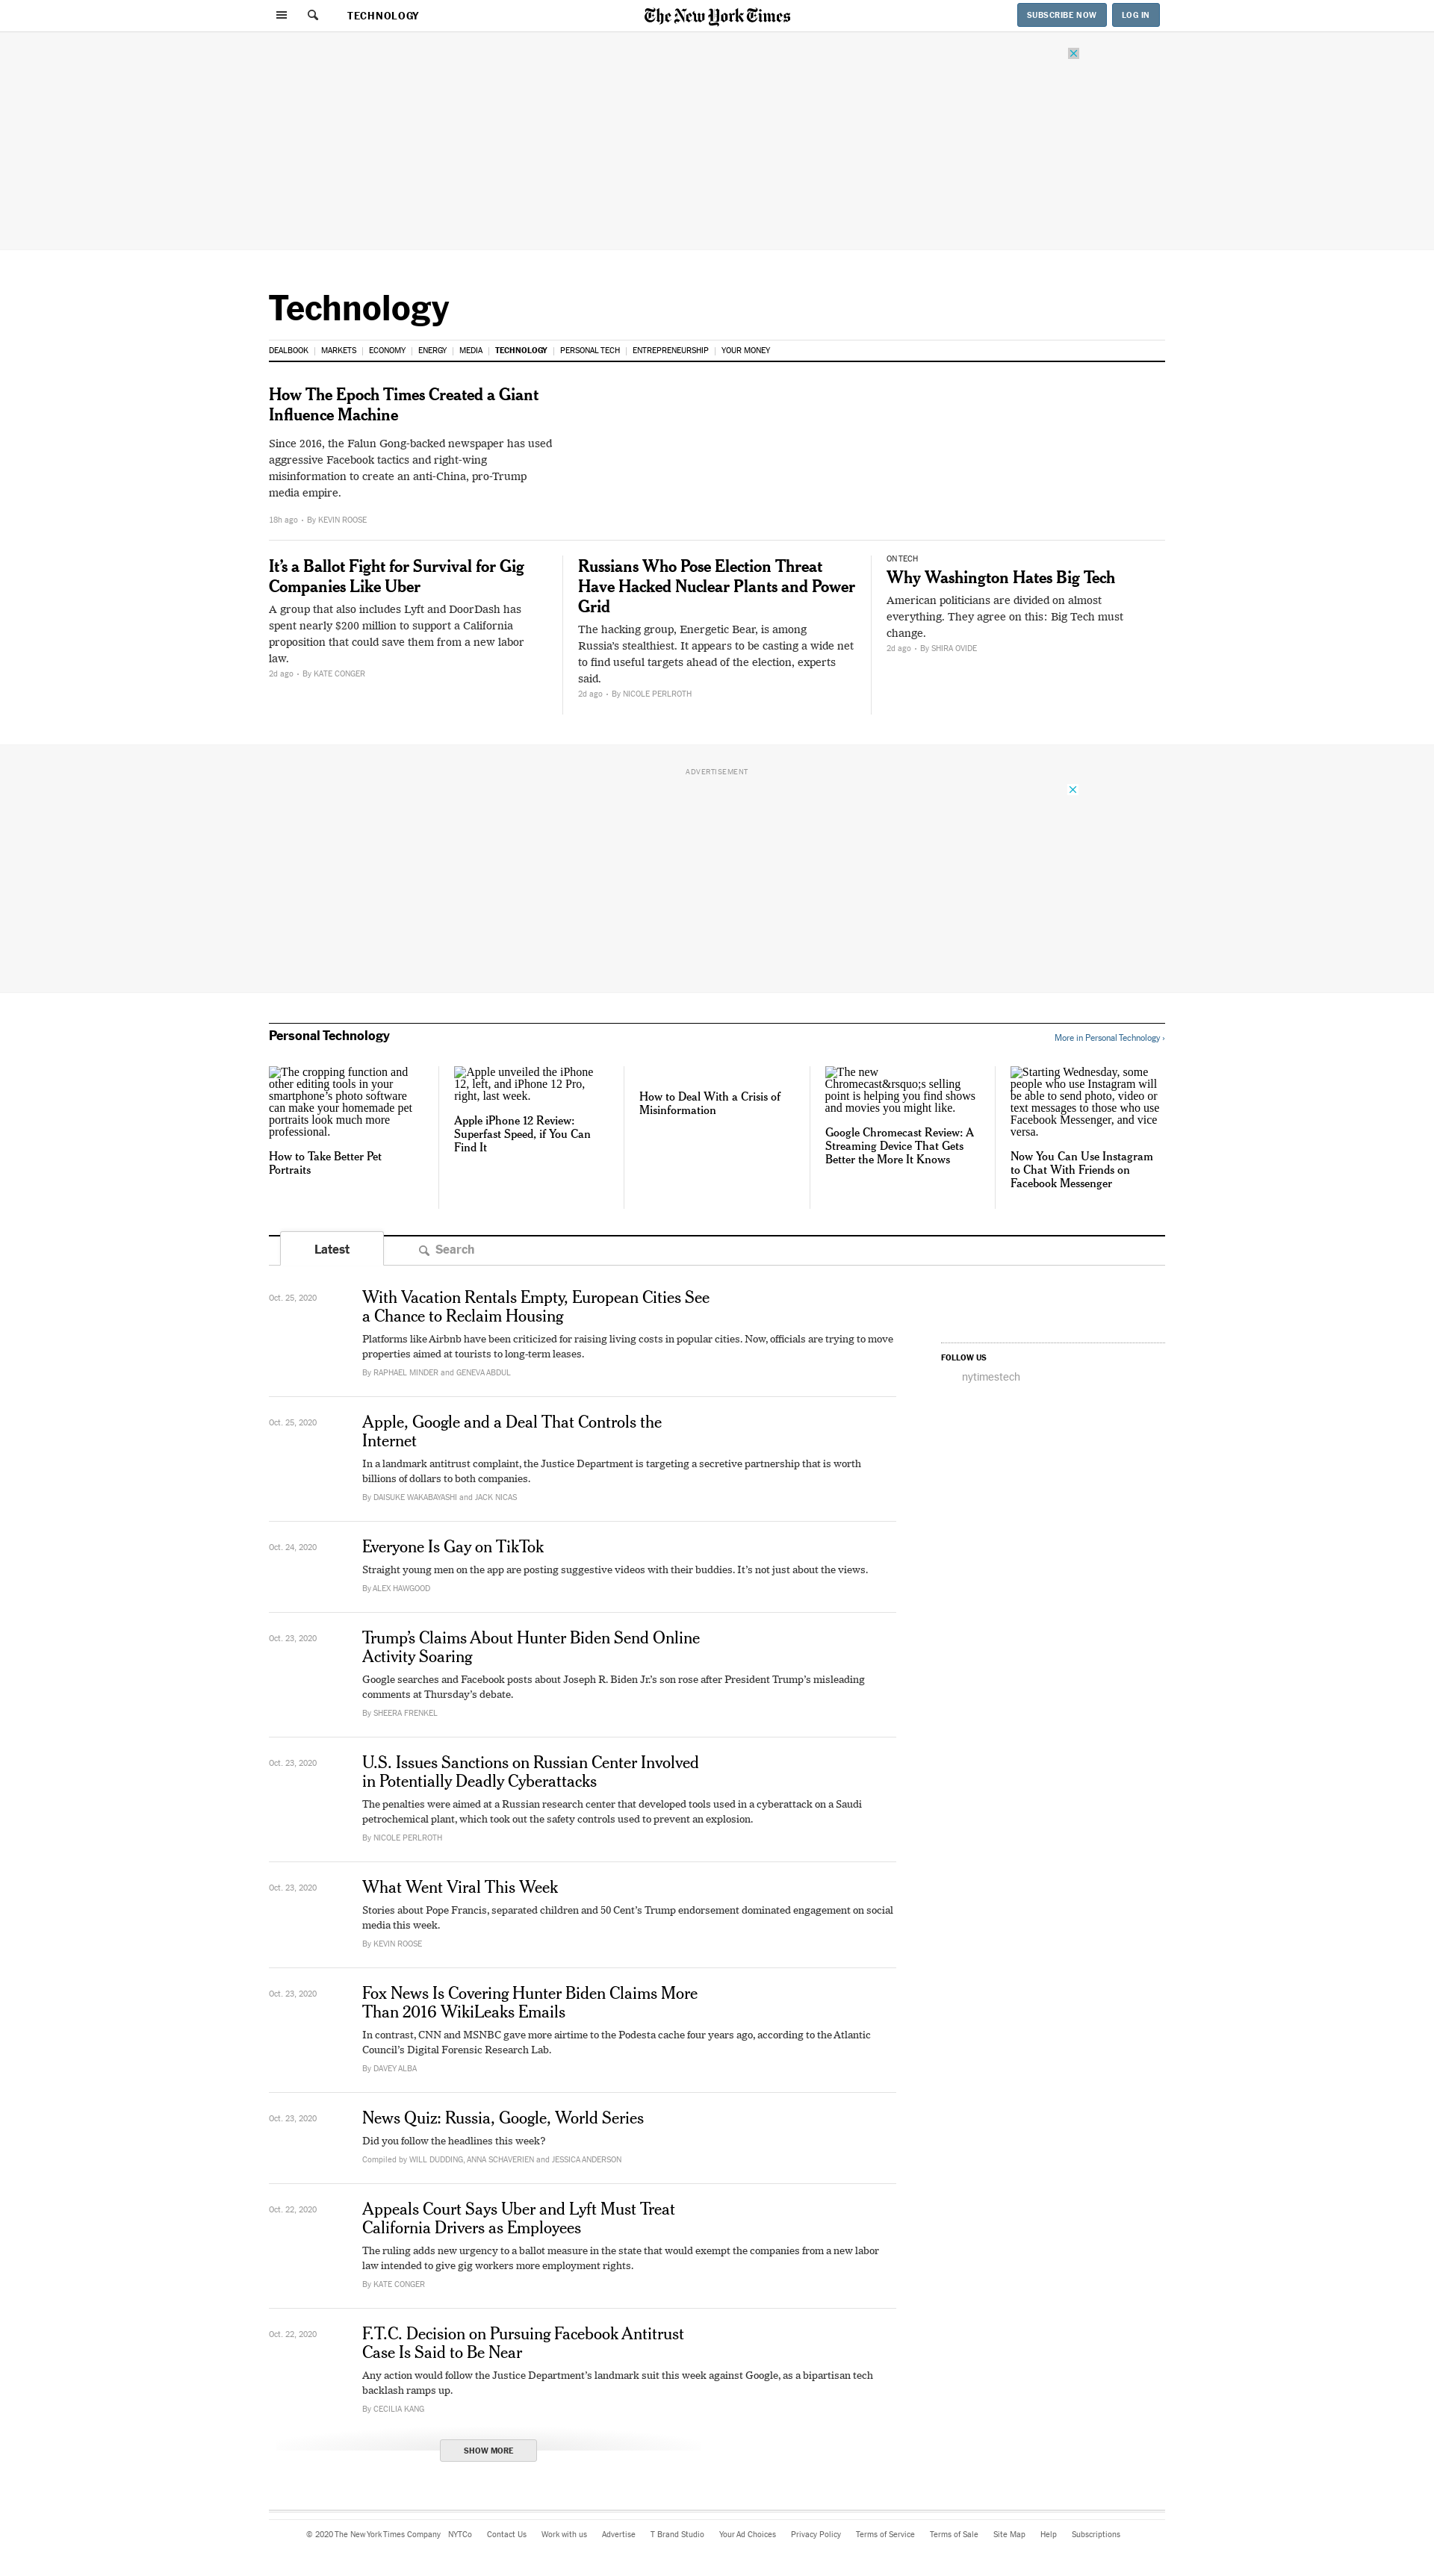 TECHNOLOGY
The New York Times
SUBSCRIBE NOW
LOG IN
Technology
DEALBOOK | MARKETS | ECONOMY | ENERGY | MEDIA | TECHNOLOGY | PERSONAL TECH | ENTREPRENEURSHIP | YOUR MONEY
How The Epoch Times Created a Giant
Influence Machine
Since 2016, the Falun Gong-backed newspaper has used
aggressive Facebook tactics and right-wing
misinformation to create an anti-China, pro-Trump
media empire.
18h ago • By KEVIN ROOSE
It’s a Ballot Fight for Survival for Gig
Companies Like Uber
A group that also includes Lyft and DoorDash has
spent nearly $200 million to support a California
proposition that could save them from a new labor
law.
2d ago • By KATE CONGER
Russians Who Pose Election Threat
Have Hacked Nuclear Plants and Power
Grid
The hacking group, Energetic Bear, is among
Russia’s stealthiest. It appears to be casting a wide net
to find useful targets ahead of the election, experts
said.
2d ago • By NICOLE PERLROTH
ON TECH
Why Washington Hates Big Tech
American politicians are divided on almost
everything. They agree on this: Big Tech must
change.
2d ago • By SHIRA OVIDE
ADVERTISEMENT
Personal Technology
More in Personal Technology ›
The cropping function and
other editing tools in your
smartphone’s photo software
can make your homemade pet
portraits look much more
professional.
How to Take Better Pet
Portraits
Apple unveiled the iPhone
12, left, and iPhone 12 Pro,
right, last week.
Apple iPhone 12 Review:
Superfast Speed, if You Can
Find It
How to Deal With a Crisis of
Misinformation
The new
Chromecast&rsquo;s selling
point is helping you find shows
and movies you might like.
Google Chromecast Review: A
Streaming Device That Gets
Better the More It Knows
Starting Wednesday, some
people who use Instagram will
be able to send photo, video or
text messages to those who use
Facebook Messenger, and vice
versa.
Now You Can Use Instagram
to Chat With Friends on
Facebook Messenger
Latest
Search
Oct. 25, 2020
With Vacation Rentals Empty, European Cities See
a Chance to Reclaim Housing
Platforms like Airbnb have been criticized for raising living costs in popular cities. Now, officials are trying to move
properties aimed at tourists to long-term leases.
By RAPHAEL MINDER and GENEVA ABDUL
FOLLOW US
nytimestech
Oct. 25, 2020
Apple, Google and a Deal That Controls the
Internet
In a landmark antitrust complaint, the Justice Department is targeting a secretive partnership that is worth
billions of dollars to both companies.
By DAISUKE WAKABAYASHI and JACK NICAS
Oct. 24, 2020
Everyone Is Gay on TikTok
Straight young men on the app are posting suggestive videos with their buddies. It’s not just about the views.
By ALEX HAWGOOD
Oct. 23, 2020
Trump’s Claims About Hunter Biden Send Online
Activity Soaring
Google searches and Facebook posts about Joseph R. Biden Jr.’s son rose after President Trump’s misleading
comments at Thursday’s debate.
By SHEERA FRENKEL
Oct. 23, 2020
U.S. Issues Sanctions on Russian Center Involved
in Potentially Deadly Cyberattacks
The penalties were aimed at a Russian research center that developed tools used in a cyberattack on a Saudi
petrochemical plant, which took out the safety controls used to prevent an explosion.
By NICOLE PERLROTH
Oct. 23, 2020
What Went Viral This Week
Stories about Pope Francis, separated children and 50 Cent’s Trump endorsement dominated engagement on social
media this week.
By KEVIN ROOSE
Oct. 23, 2020
Fox News Is Covering Hunter Biden Claims More
Than 2016 WikiLeaks Emails
In contrast, CNN and MSNBC gave more airtime to the Podesta cache four years ago, according to the Atlantic
Council’s Digital Forensic Research Lab.
By DAVEY ALBA
Oct. 23, 2020
News Quiz: Russia, Google, World Series
Did you follow the headlines this week?
Compiled by WILL DUDDING, ANNA SCHAVERIEN and JESSICA ANDERSON
Oct. 22, 2020
Appeals Court Says Uber and Lyft Must Treat
California Drivers as Employees
The ruling adds new urgency to a ballot measure in the state that would exempt the companies from a new labor
law intended to give gig workers more employment rights.
By KATE CONGER
Oct. 22, 2020
F.T.C. Decision on Pursuing Facebook Antitrust
Case Is Said to Be Near
Any action would follow the Justice Department’s landmark suit this week against Google, as a bipartisan tech
backlash ramps up.
By CECILIA KANG
SHOW MORE
© 2020 The New York Times Company NYTCo Contact Us Work with us Advertise T Brand Studio Your Ad Choices Privacy Policy Terms of Service Terms of Sale Site Map Help Subscriptions